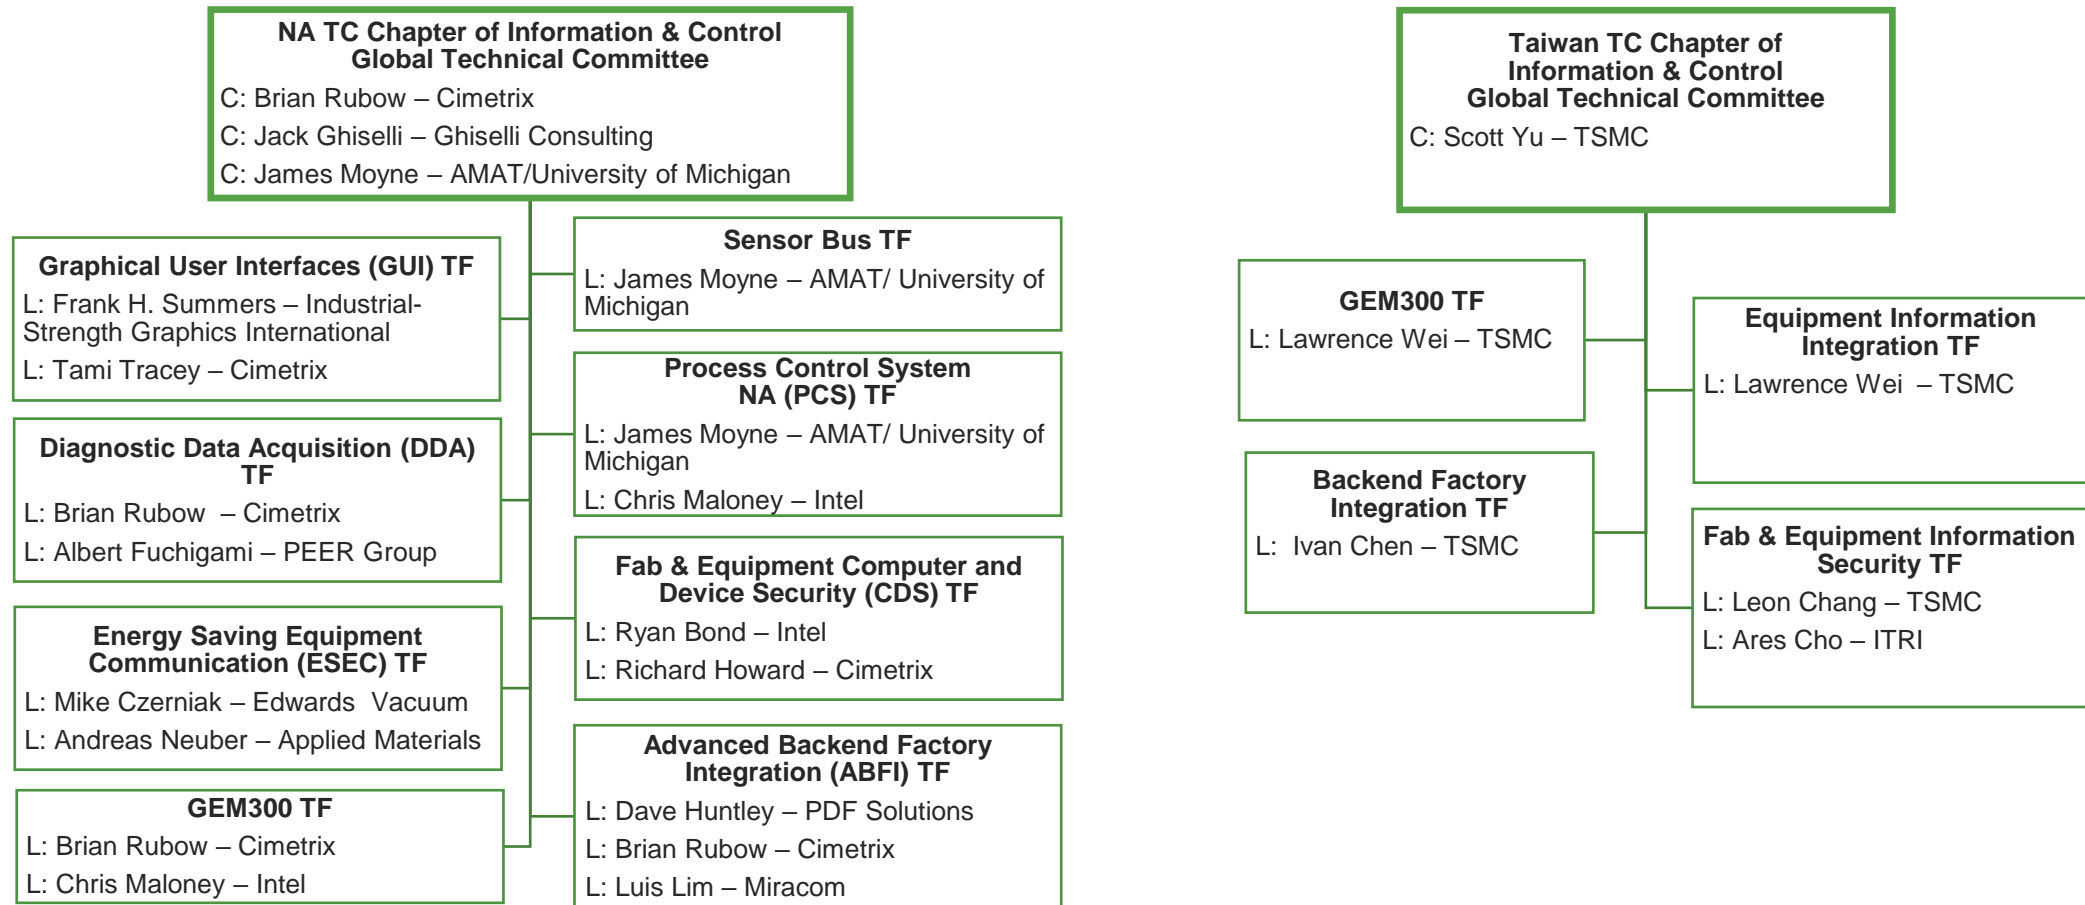 NA TC Chapter of Information & Control
Global Technical Committee
C: Brian Rubow – Cimetrix
C: Jack Ghiselli – Ghiselli Consulting
C: James Moyne – AMAT/University of Michigan
Graphical User Interfaces (GUI) TF
L: Frank H. Summers – Industrial-
Strength Graphics International
L: Tami Tracey – Cimetrix
Diagnostic Data Acquisition (DDA)
TF
L: Brian Rubow – Cimetrix
L: Albert Fuchigami – PEER Group
Energy Saving Equipment
Communication (ESEC) TF
L: Mike Czerniak – Edwards Vacuum
L: Andreas Neuber – Applied Materials
GEM300 TF
L: Brian Rubow – Cimetrix
L: Chris Maloney – Intel
Sensor Bus TF
L: James Moyne – AMAT/ University of
Michigan
Process Control System
NA (PCS) TF
L: James Moyne – AMAT/ University of
Michigan
L: Chris Maloney – Intel
Fab & Equipment Computer and
Device Security (CDS) TF
L: Ryan Bond – Intel
L: Richard Howard – Cimetrix
Advanced Backend Factory
Integration (ABFI) TF
L: Dave Huntley – PDF Solutions
L: Brian Rubow – Cimetrix
L: Luis Lim – Miracom
Taiwan TC Chapter of
Information & Control
Global Technical Committee
C: Scott Yu – TSMC
GEM300 TF
L: Lawrence Wei – TSMC
Backend Factory
Integration TF
L: Ivan Chen – TSMC
Equipment Information
Integration TF
L: Lawrence Wei – TSMC
Fab & Equipment Information
Security TF
L: Leon Chang – TSMC
L: Ares Cho – ITRI